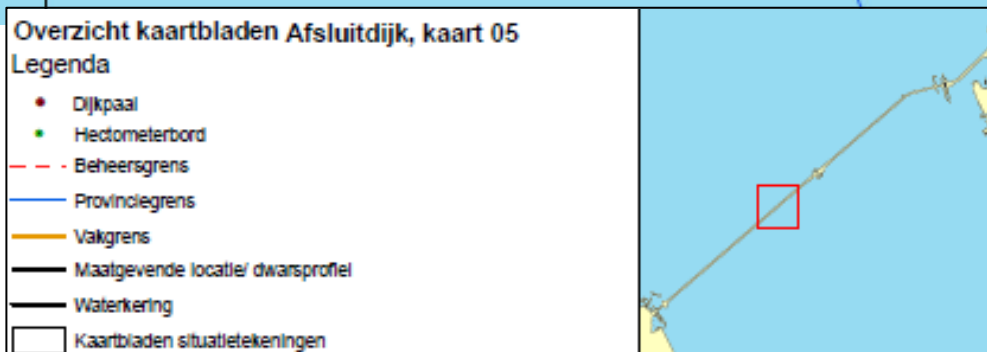 Overzicht kaartbladen Afsluitdijk, kaart 05
Legenda
Dijkpaal
Hectometerbord
Beheersgrens
Provinciegrens
Vakgrens
Maatgevende locatie/ dwarsprofiel
Waterkering
Kaartbladen situatietekeningen